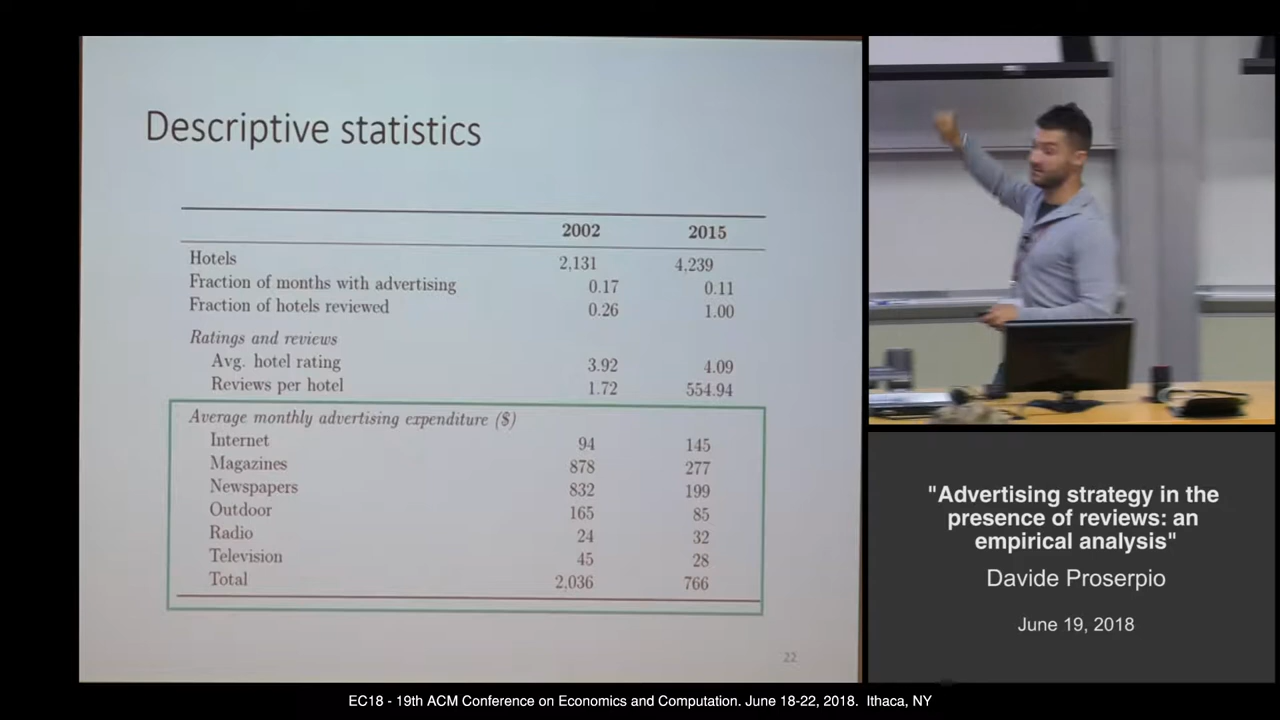 Descriptive statistics
2002 2015
Hotels 2,131 4,239
Fraction of months with advertising 0.17 0.11
Fraction of hotels reviewed 0.26 1.00
Ratings and reviews
Avg. hotel rating 3.92 4.09
Reviews per hotel 1.72 554.94
Average monthly advertising expenditure ($)
Internet 94 145
Magazines 878 277
Newspapers 832 199
Outdoor 165 85
Radio 24 32
Television 45 28
Total 2,036 766
22
"Advertising strategy in the
presence of reviews: an
empirical analysis"
Davide Proserpio
June 19, 2018
EC18 - 19th ACM Conference on Economics and Computation. June 18-22, 2018. Ithaca, NY